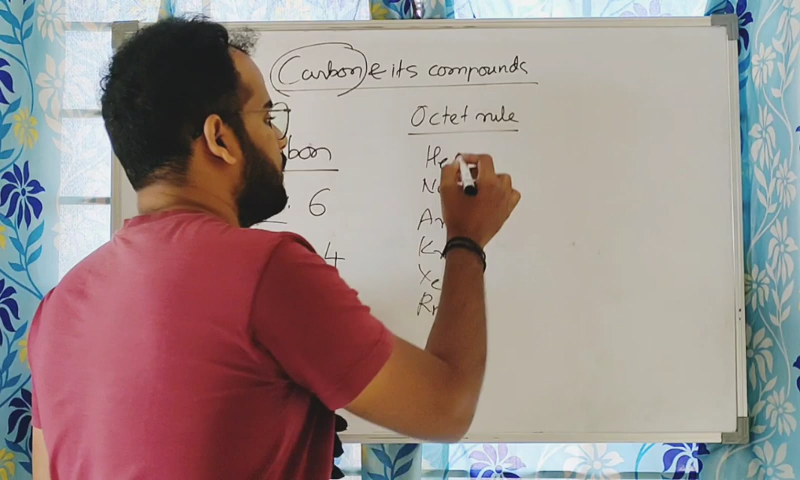 Carbon & its compounds
Octet rule
bon
6
4
He
Ne
Ar
Kr
Xe
Rn